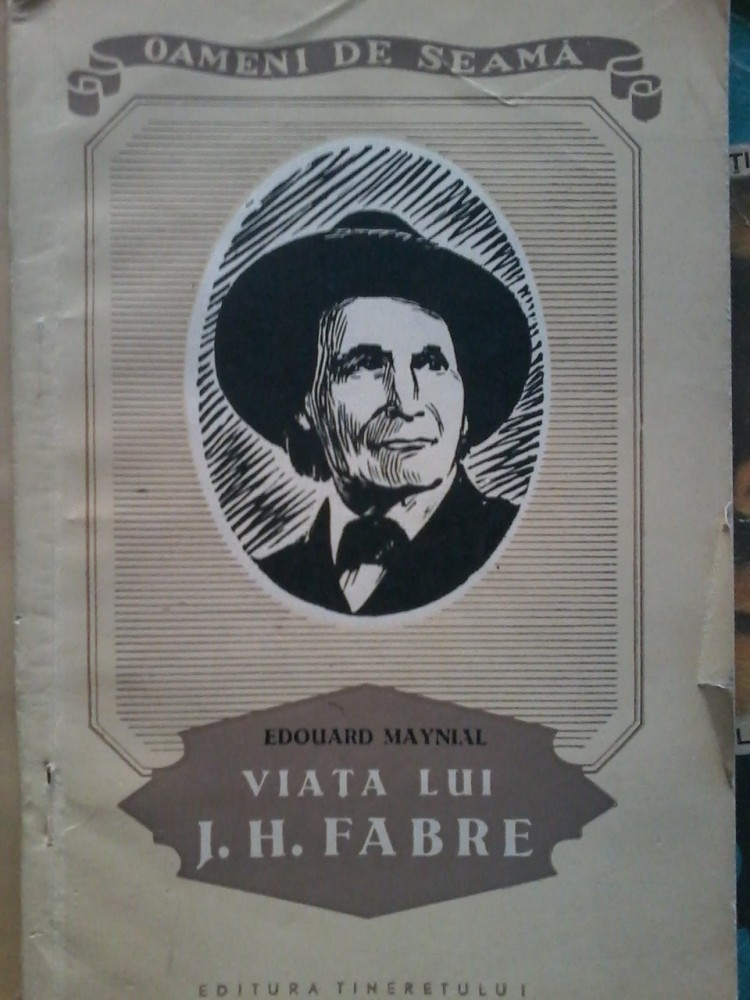 OAMENI DE SEAMĂ
EDOUARD MAYNIAL
VIAȚA LUI
J. H. FABRE
EDITURA TINERETULUI